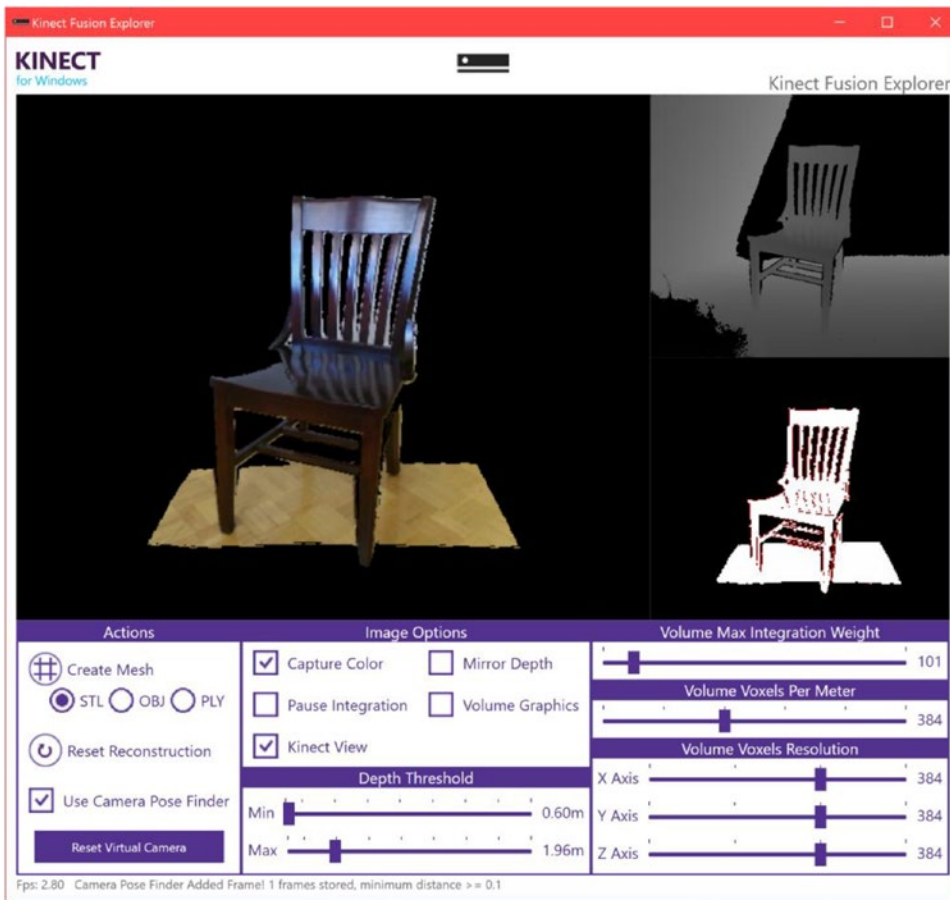 Kinect Fusion Explorer
KINECT
for Windows
Kinect Fusion Explorer
Actions
Create Mesh
STL OBJ PLY
Reset Reconstruction
Use Camera Pose Finder
Reset Virtual Camera
Image Options
Capture Color Mirror Depth
Pause Integration Volume Graphics
Kinect View
Depth Threshold
Min 0.60m
Max 1.96m
Volume Max Integration Weight
101
Volume Voxels Per Meter
384
Volume Voxels Resolution
X Axis 384
Y Axis 384
Z Axis 384
Fps: 2.80 Camera Pose Finder Added Frame! 1 frames stored, minimum distance >= 0.1